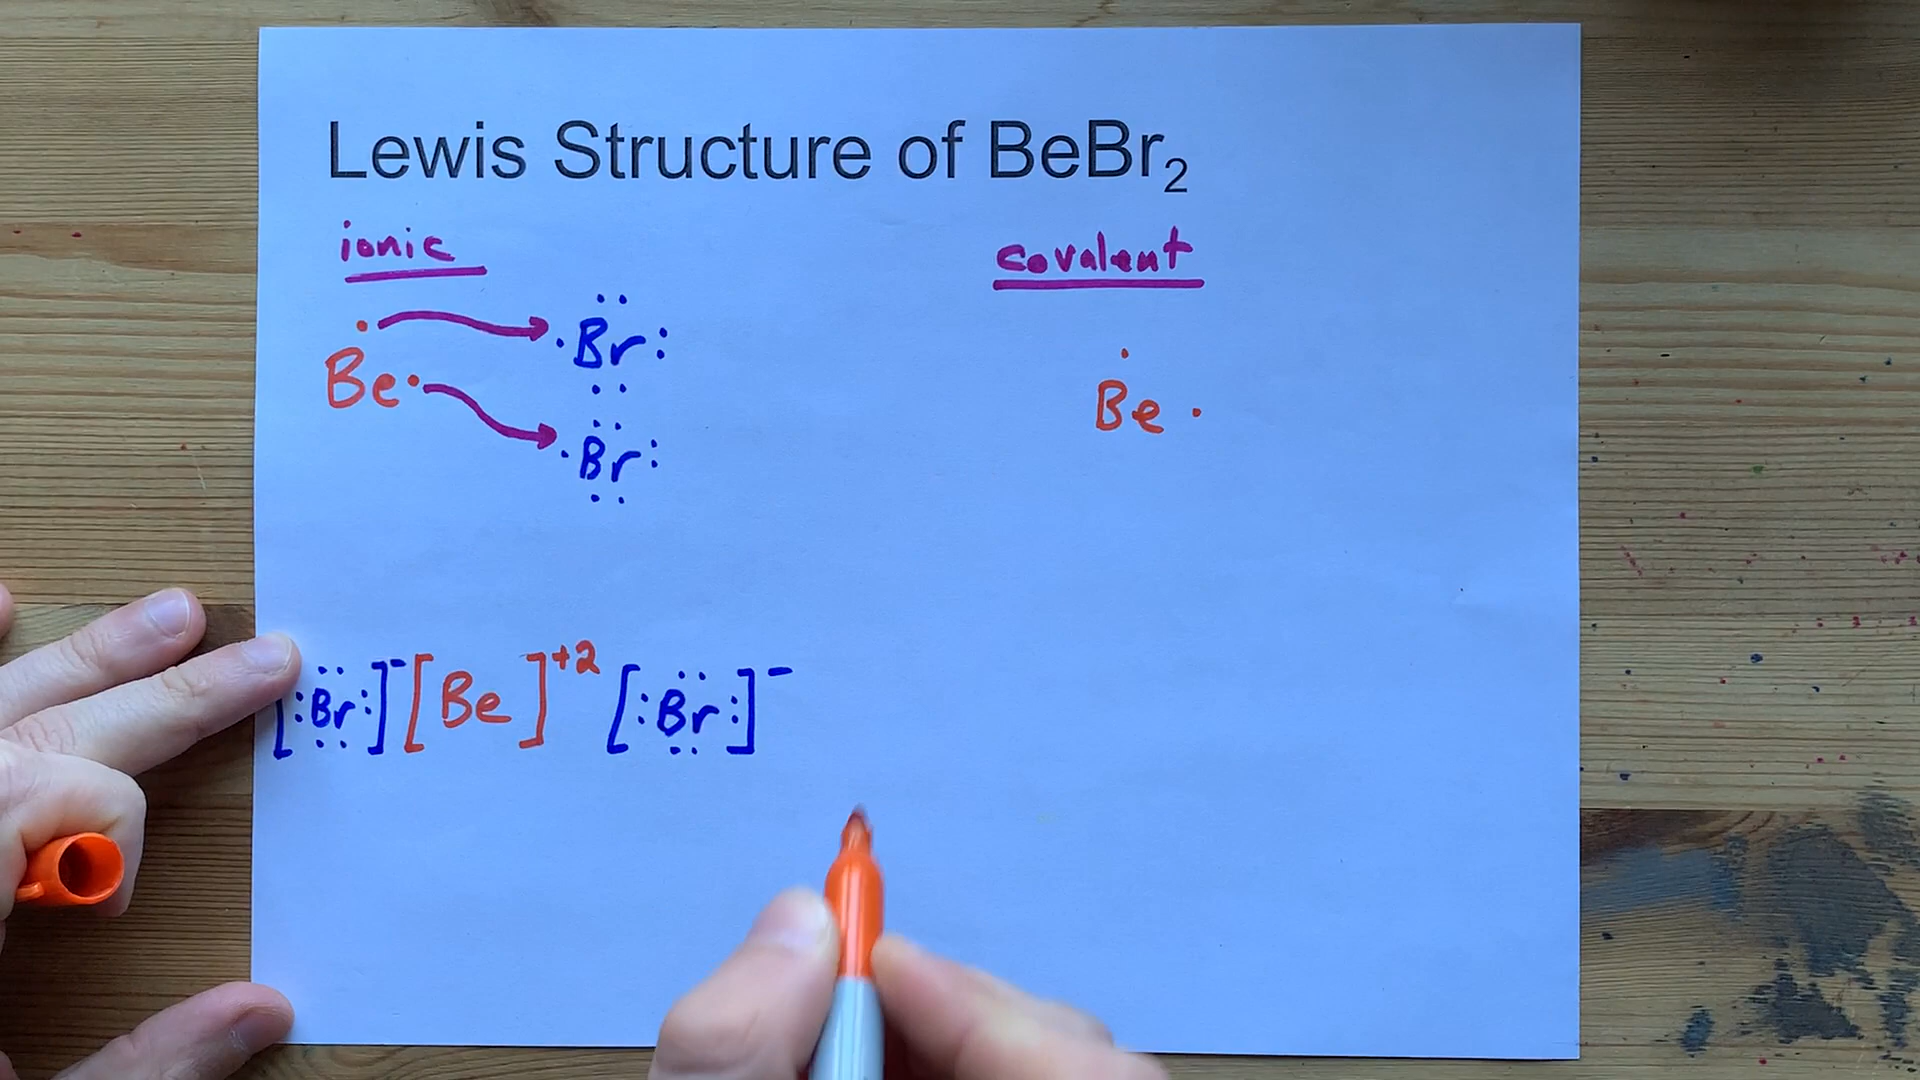 Lewis Structure of BeBr₂
ionic
Be
Br
Br
[Br]⁻ [Be]⁺² [Br]⁻
covalent
Be